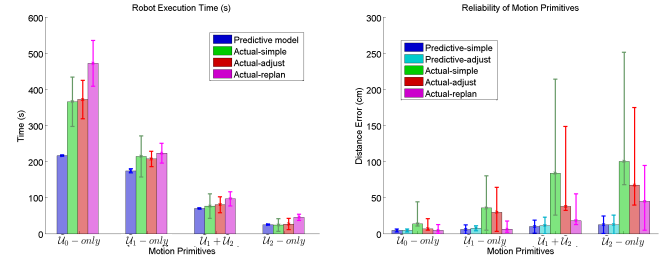 Robot Execution Time (s)
600
500
400
300
200
100
0
Time (s)
Predictive model
Actual-simple
Actual-adjust
Actual-replan
U₀ − only
U₁ − only
U₁ + U₂
U₂ − only
Motion Primitives
Reliability of Motion Primitives
300
250
200
150
100
50
0
Distance Error (cm)
Predictive-simple
Predictive-adjust
Actual-simple
Actual-adjust
Actual-replan
U₀ − only
U₁ − only
U₁ + U₂
U₂ − only
Motion Primitives